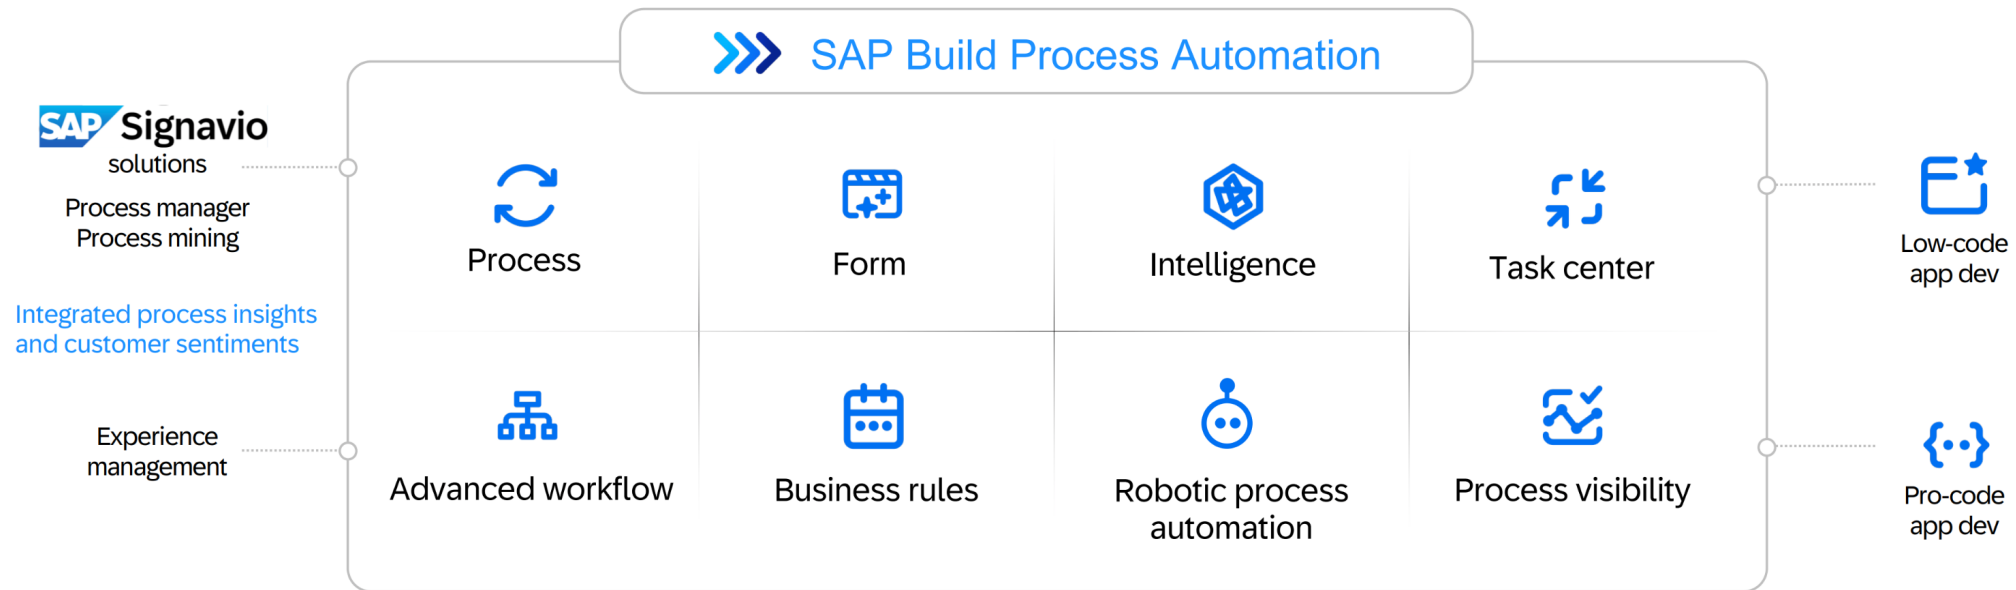 SAP Build Process Automation
SAP Signavio
solutions
Process manager
Process mining
Integrated process insights
and customer sentiments
Experience
management
Process
Form
Intelligence
Task center
Advanced workflow
Business rules
Robotic process
automation
Process visibility
Low-code
app dev
Pro-code
app dev